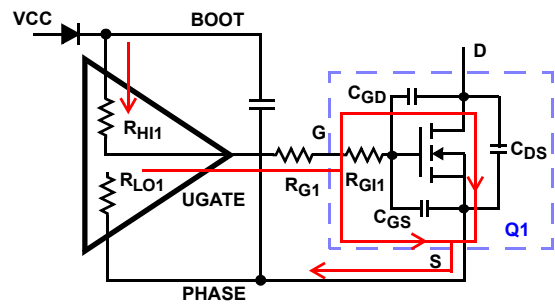 VCC
BOOT
D
CGD
RHI1
G
CDS
RLO1
RG1
RGI1
UGATE
CGS
Q1
S
PHASE